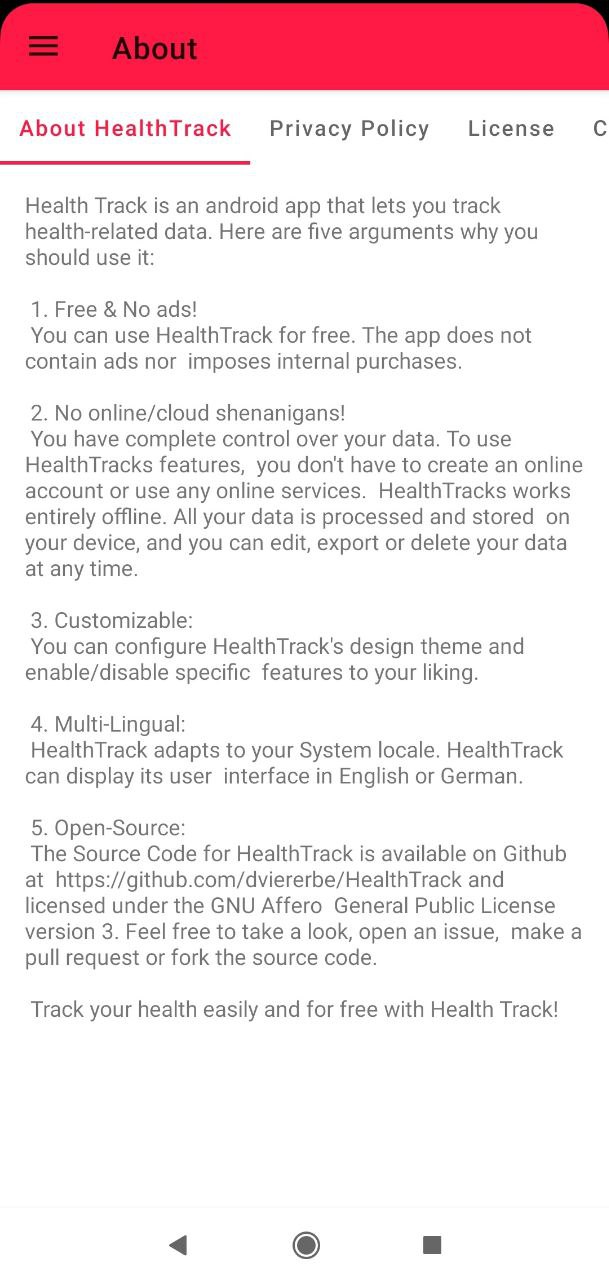 About
About HealthTrack Privacy Policy License C
Health Track is an android app that lets you track
health-related data. Here are five arguments why you
should use it:
1. Free & No ads!
You can use HealthTrack for free. The app does not
contain ads nor  imposes internal purchases.
2. No online/cloud shenanigans!
You have complete control over your data. To use
HealthTracks features,  you don't have to create an online
account or use any online services.  HealthTracks works
entirely offline. All your data is processed and stored  on
your device, and you can edit, export or delete your data
at any time.
3. Customizable:
You can configure HealthTrack's design theme and
enable/disable specific  features to your liking.
4. Multi-Lingual:
HealthTrack adapts to your System locale. HealthTrack
can display its user  interface in English or German.
5. Open-Source:
The Source Code for HealthTrack is available on Github
at  https://github.com/dviererbe/HealthTrack and
licensed under the GNU Affero  General Public License
version 3. Feel free to take a look, open an issue,  make a
pull request or fork the source code.
Track your health easily and for free with Health Track!